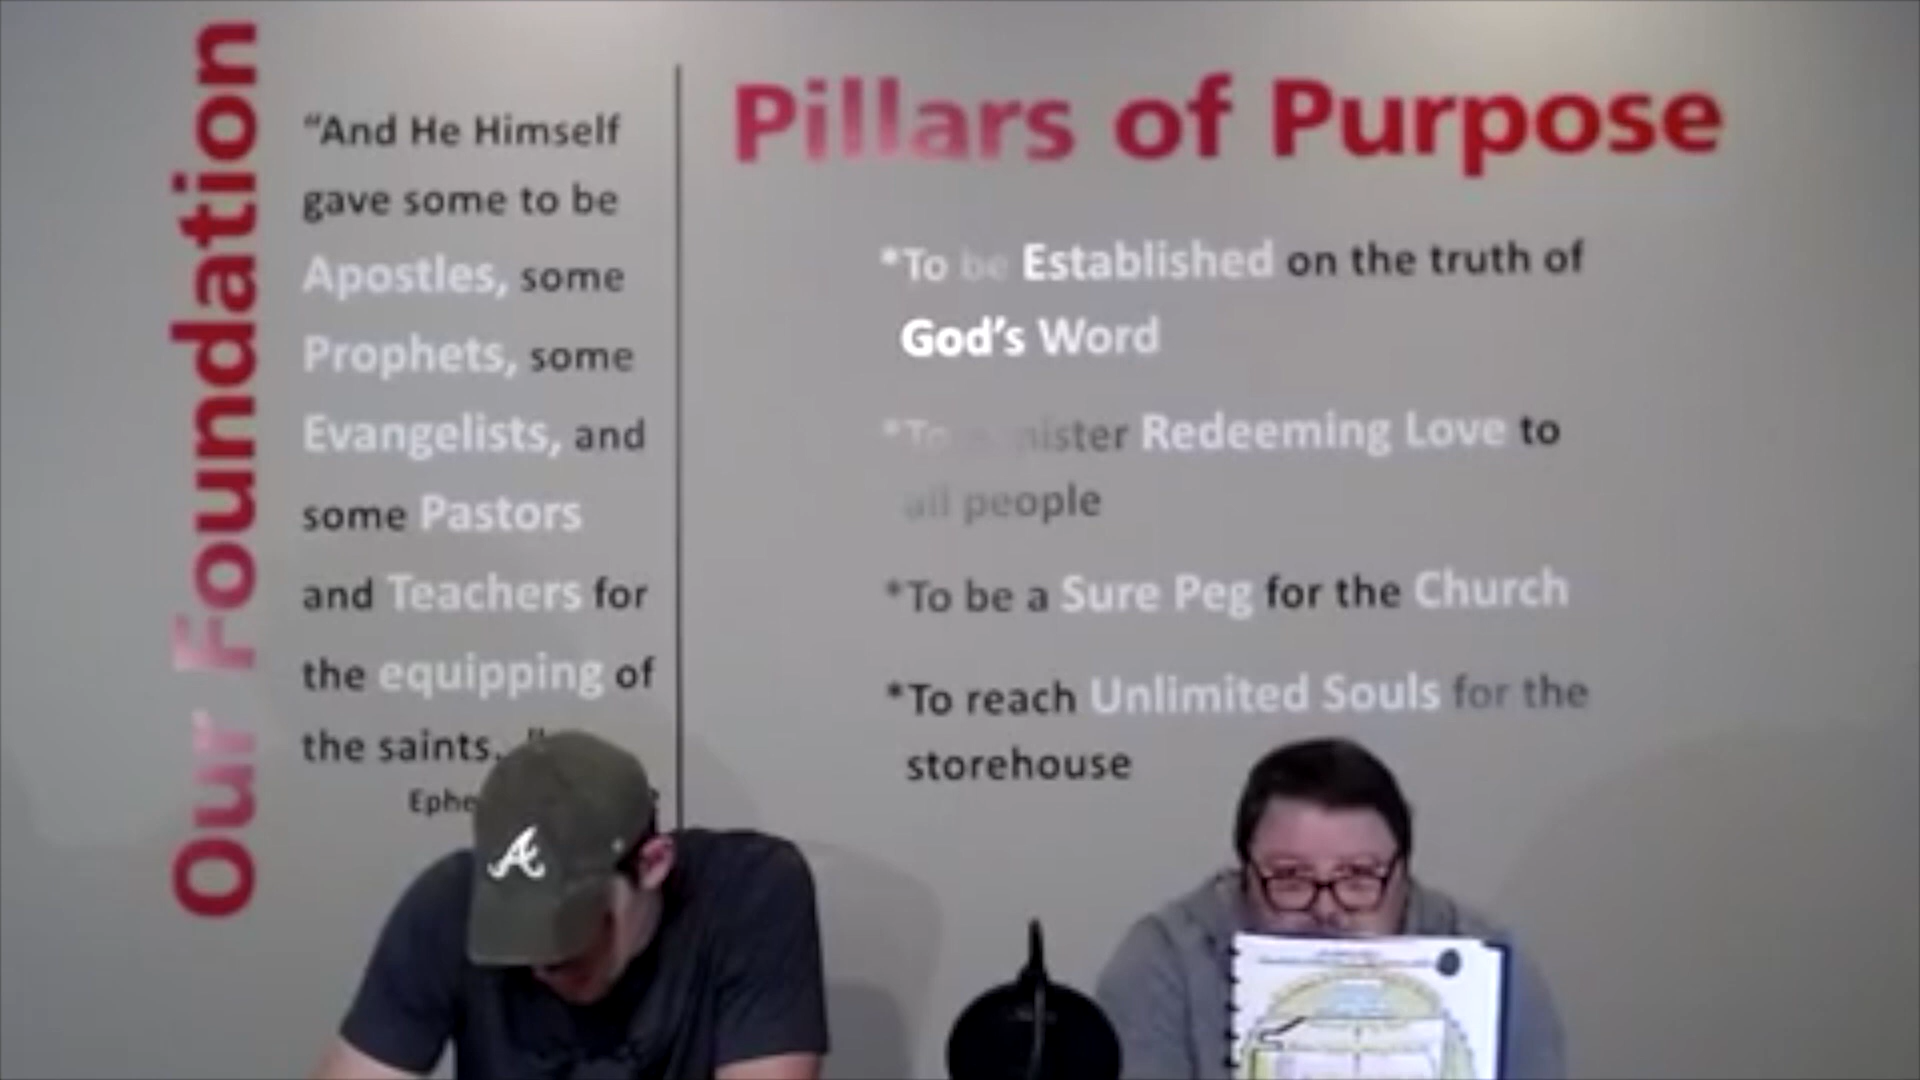 Our Foundation
“And He Himself
gave some to be
Apostles, some
Prophets, some
Evangelists, and
some Pastors
and Teachers for
the equipping of
the saints.
Pillars of Purpose
*To be Established on the truth of
God’s Word
*To Redeeming Love to
all people
*To be a Sure Peg for the Church
*To reach Unlimited Souls for the
storehouse
A